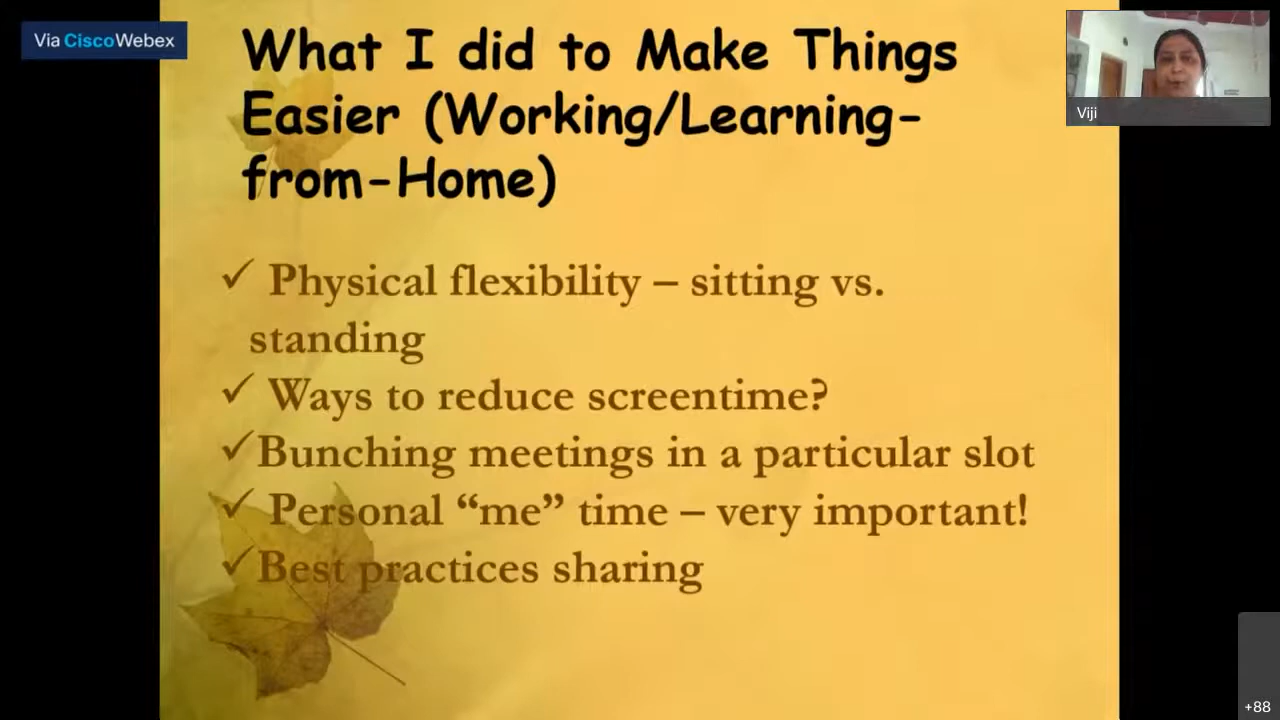 Via CiscoWebex
What I did to Make Things
Easier (Working/Learning-
from-Home)
Viji
✓ Physical flexibility – sitting vs.
standing
✓ Ways to reduce screentime?
✓Bunching meetings in a particular slot
✓ Personal “me” time – very important!
✓Best practices sharing
+88